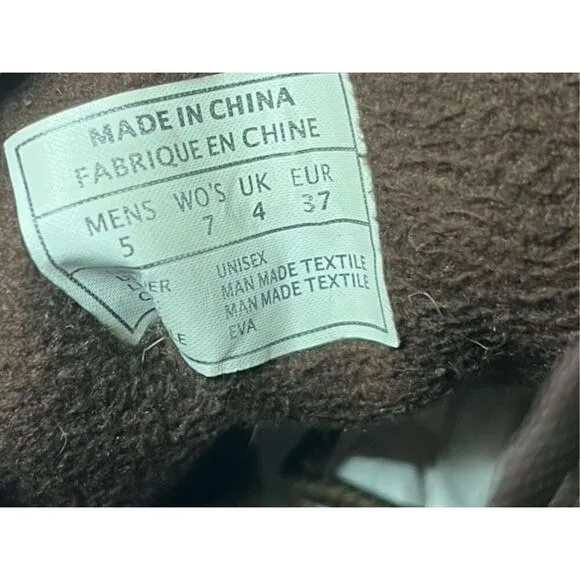 MADE IN CHINA
FABRIQUE EN CHINE
MENS WO'S UK EUR
5 7 4 37
UNISEX
MAN MADE TEXTILE
MAN MADE TEXTILE
EVA